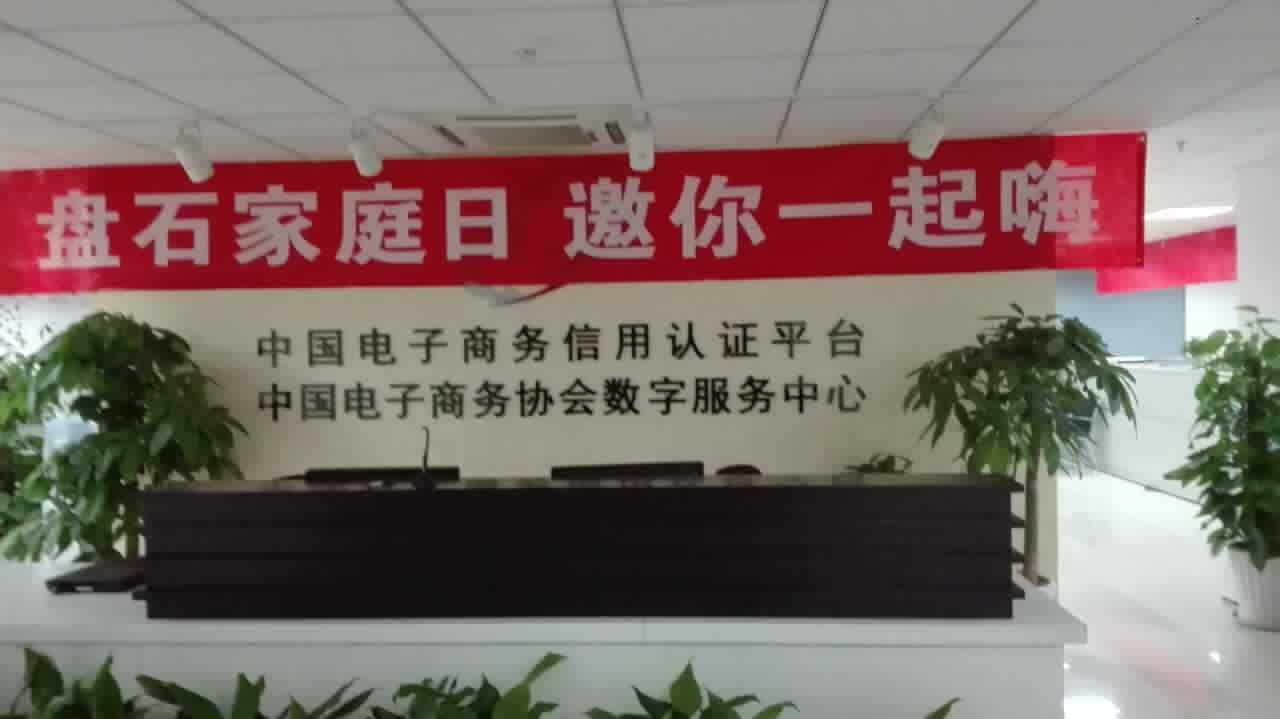 盘石家庭日 邀你一起嗨
中国电子商务信用认证平台
中国电子商务协会数字服务中心